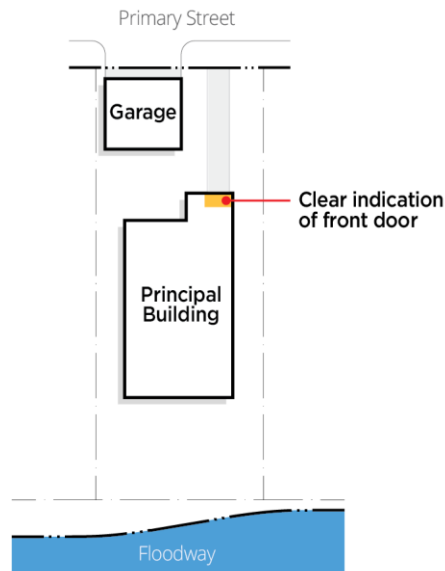 Primary Street
Garage
Clear indication
of front door
Principal
Building
Floodway